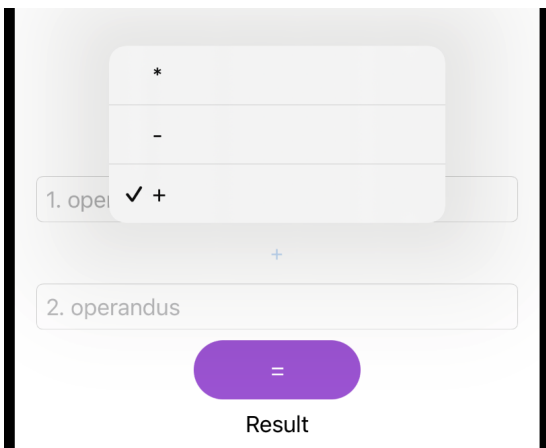 *
-
+
1. oper
+
2. operandus
=
Result